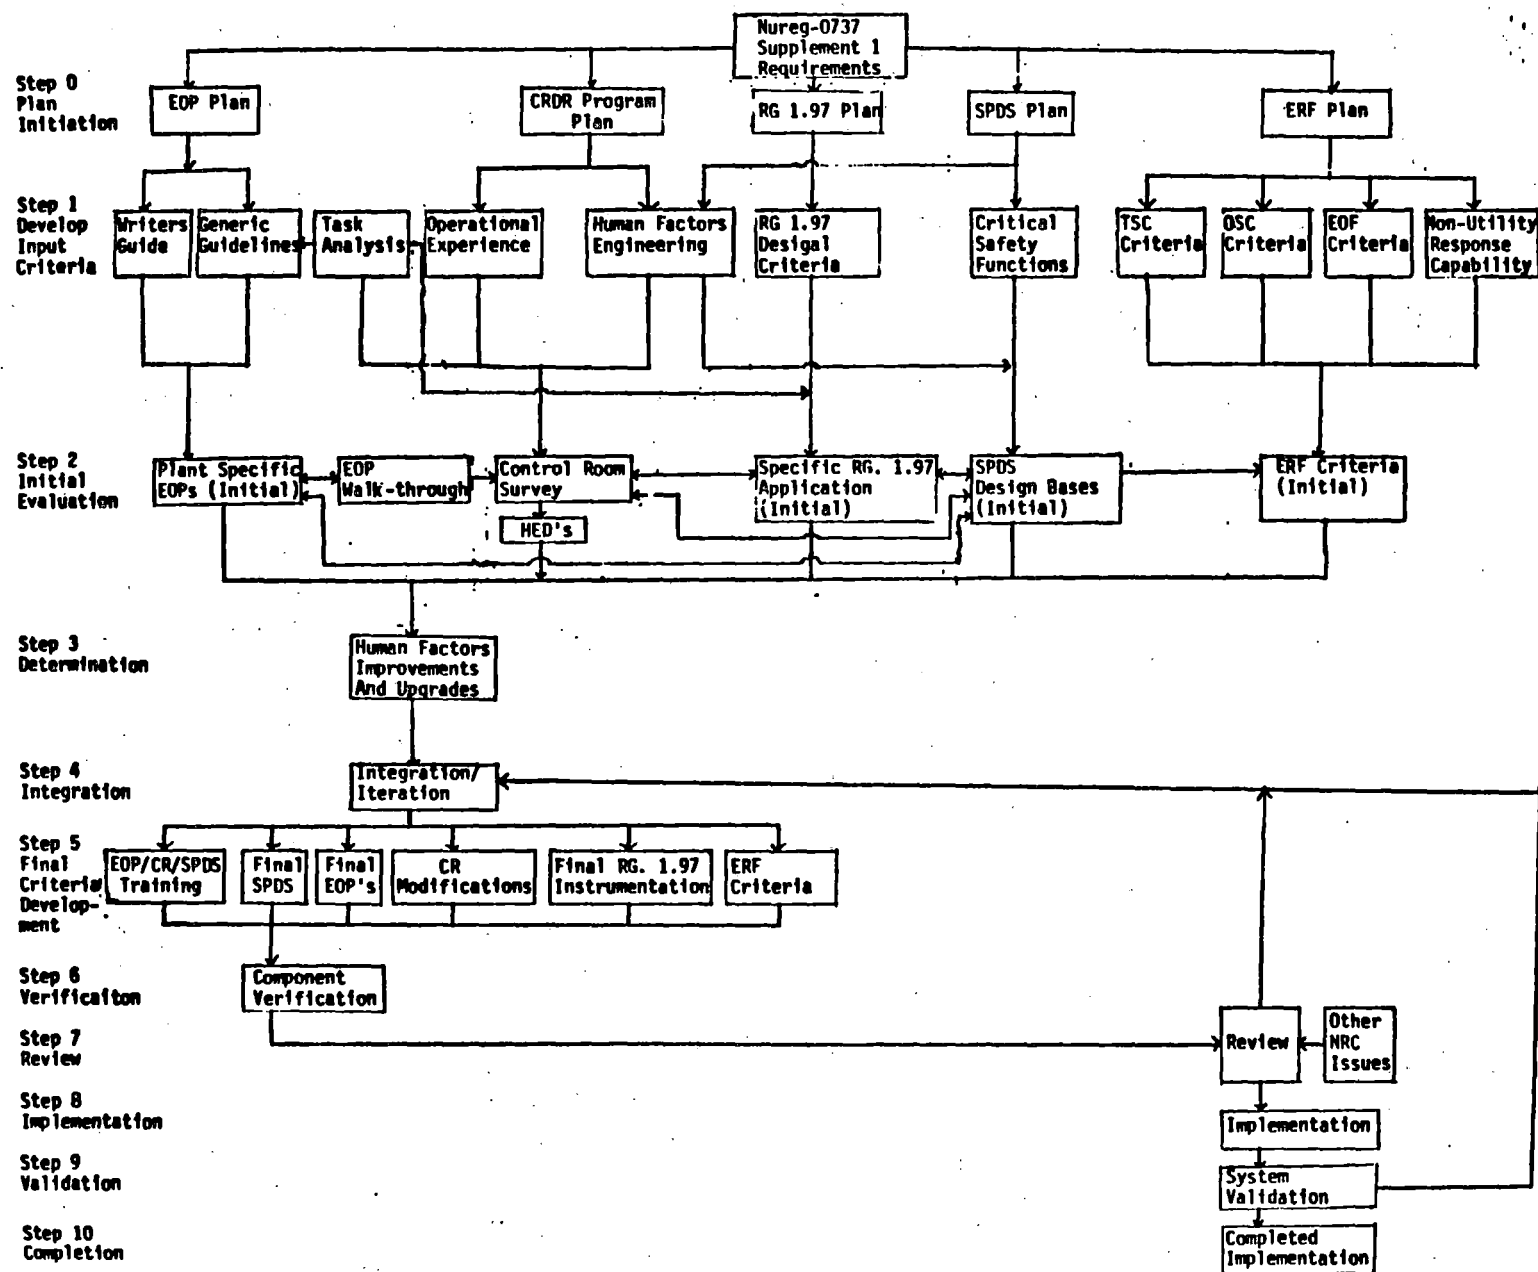 Nureg-0737
Supplement 1
Requirements
Step 0
Plan
Initiation
EOP Plan
CRDR Program
Plan
RG 1.97 Plan
SPDS Plan
ERF Plan
Step 1
Develop
Input
Criteria
Writers
Guide
Generic
Guidelines
Task
Analysis
Operational
Experience
Human Factors
Engineering
RG 1.97
Desigal
Criteria
Critical
Safety
Functions
TSC
Criteria
OSC
Criteria
EOF
Criteria
Non-Utility
Response
Capability
Step 2
Initial
Evaluation
Plant Specific
EOPs (Initial)
EOP
Walk-through
Control Room
Survey
HED's
Specific RG. 1.97
Application
(Initial)
SPDS
Design Bases
(Initial)
ERF Criteria
(Initial)
Step 3
Determination
Human Factors
Improvements
And Upgrades
Step 4
Integration
Integration/
Iteration
Step 5
Final
Criteria
Develop-
ment
EOP/CR/SPDS
Training
Final
SPDS
Final
EOP's
CR
Modifications
Final RG. 1.97
Instrumentation
ERF
Criteria
Step 6
Verificaiton
Component
Verification
Step 7
Review
Review
Other
NRC
Issues
Step 8
Implementation
Implementation
Step 9
Validation
System
Validation
Step 10
Completion
Completed
Implementation